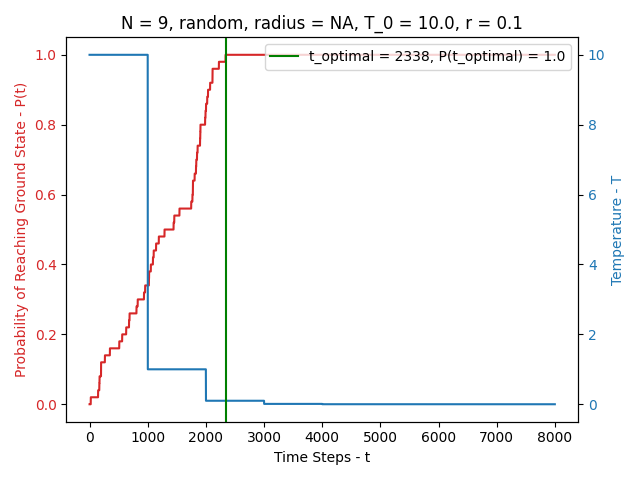 N = 9, random, radius = NA, T_0 = 10.0, r = 0.1
t_optimal = 2338, P(t_optimal) = 1.0
Probability of Reaching Ground State - P(t)
1.0
0.8
0.6
0.4
0.2
0.0
10
8
6
4
2
0
Temperature - T
0 1000 2000 3000 4000 5000 6000 7000 8000
Time Steps - t